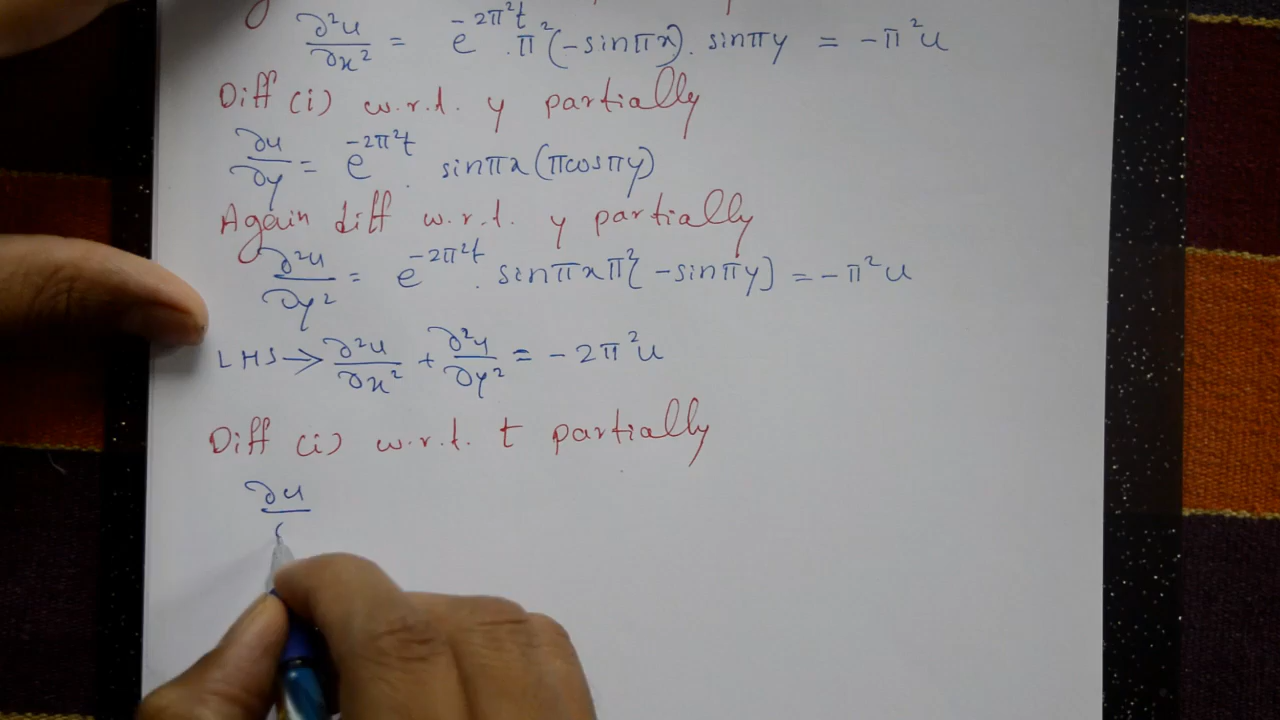 ∂²u/∂x² = e^(-2π²t) . π²(-sinπx). sinπy = -π²u
Diff (i) w.r.t. y partially
∂u/∂y = e^(-2π²t) . sinπx (πcosπy)
Again diff w.r.t. y partially
∂²u/∂y² = e^(-2π²t) . sinπx π²{-sinπy} = -π²u
LHS → ∂²u/∂x² + ∂²y/∂y² = -2π²u
Diff (i) w.r.t. t partially
∂u